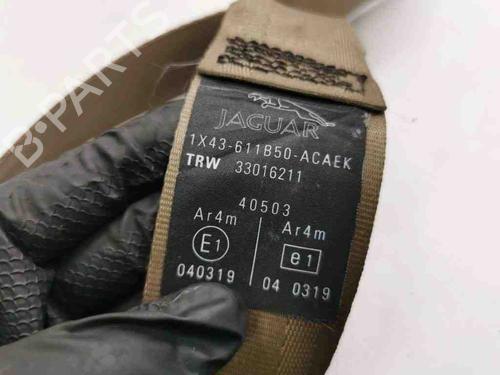 B-PARTS
JAGUAR
1X43-611B50-ACAEK
TRW 33016211
40503
Ar4m Ar4m
E1 e1
040319 04 0319